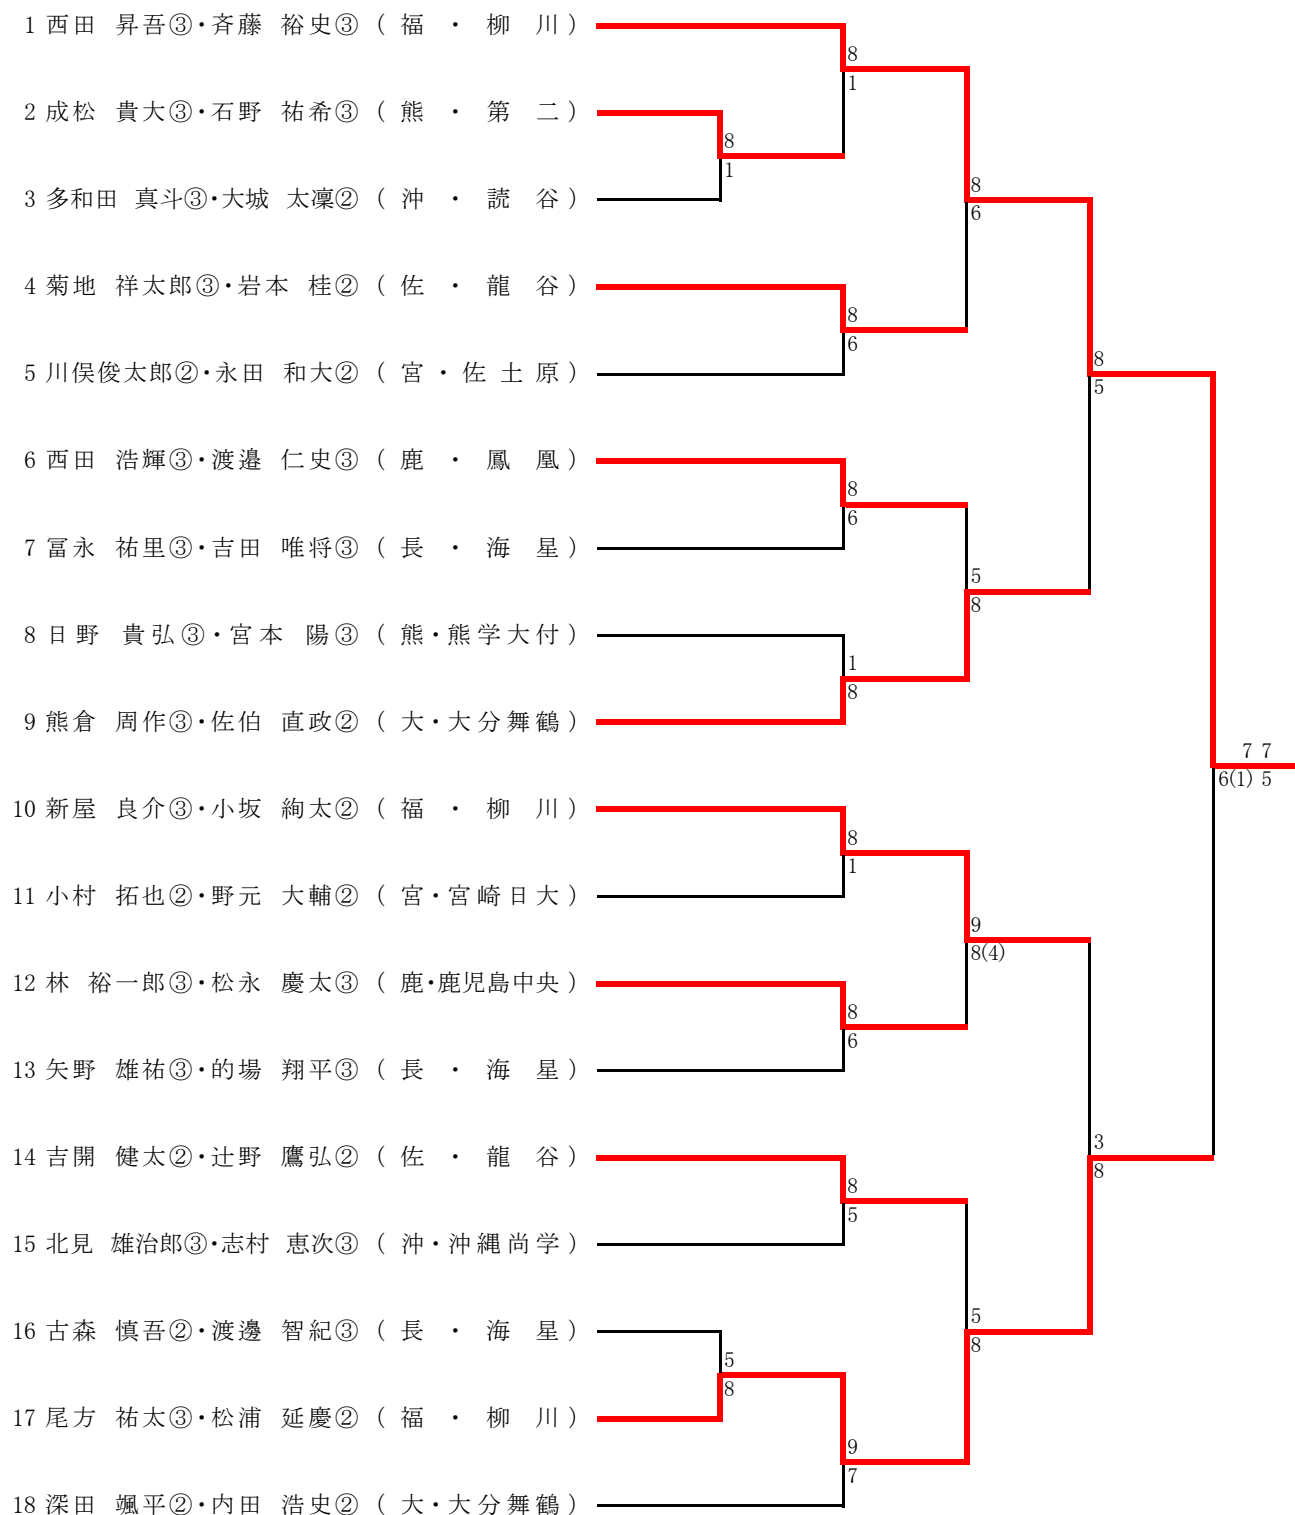 1 西田 昇吾③・斉藤 裕史③ ( 福 ・ 柳 川 )
8
1
2 成松 貴大③・石野 祐希③ ( 熊 ・ 第 二 )
8
1
3 多和田 真斗③・大城 太凜② ( 沖 ・ 読 谷 )
8
6
4 菊地 祥太郎③・岩本 桂② ( 佐 ・ 龍 谷 )
8
6
5 川俣俊太郎②・永田 和大② ( 宮 ・ 佐 土 原 )
8
5
6 西田 浩輝③・渡邉 仁史③ ( 鹿 ・ 鳳 凰 )
8
6
7 冨永 祐里③・吉田 唯将③ ( 長 ・ 海 星 )
5
8
8 日野 貴弘③・宮本 陽③ ( 熊・熊学大付 )
1
8
9 熊倉 周作③・佐伯 直政② ( 大・大分舞鶴 )
7 7
6(1) 5
10 新屋 良介③・小坂 絢太② ( 福 ・ 柳 川 )
8
1
11 小村 拓也②・野元 大輔② ( 宮・宮崎日大 )
9
8(4)
12 林 裕一郎③・松永 慶太③ ( 鹿・鹿児島中央 )
8
6
13 矢野 雄祐③・的場 翔平③ ( 長 ・ 海 星 )
3
8
14 吉開 健太②・辻野 鷹弘② ( 佐 ・ 龍 谷 )
8
5
15 北見 雄治郎③・志村 恵次③ ( 沖・沖縄尚学 )
5
8
16 古森 慎吾②・渡邊 智紀③ ( 長 ・ 海 星 )
5
8
17 尾方 祐太③・松浦 延慶② ( 福 ・ 柳 川 )
9
7
18 深田 颯平②・内田 浩史② ( 大・大分舞鶴 )